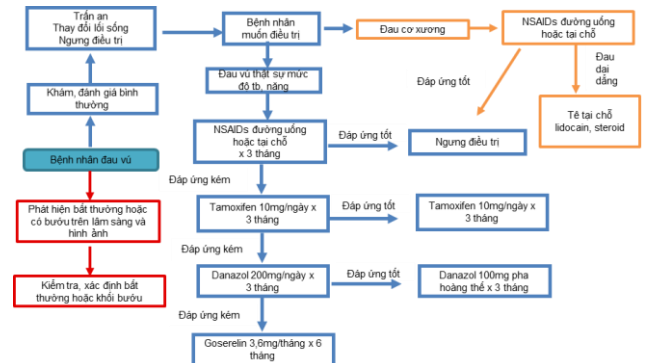 Trấn an
Thay đổi lối sống
Ngưng điều trị
Bệnh nhân
muốn điều trị
Đau cơ xương
NSAIDs đường uống
hoặc tại chỗ
Đau
dai
dẳng
Đáp ứng tốt
Khám, đánh giá bình
thường
Đau vú thật sự mức
độ tb, nặng
Tê tại chỗ
lidocain, steroid
NSAIDs đường uống
hoặc tại chỗ
x 3 tháng
Đáp ứng tốt
Ngưng điều trị
Bệnh nhân đau vú
Đáp ứng kém
Phát hiện bất thường hoặc
có bướu trên lâm sàng và
hình ảnh
Tamoxifen 10mg/ngày x
3 tháng
Đáp ứng tốt
Tamoxifen 10mg/ngày x
3 tháng
Đáp ứng kém
Kiểm tra, xác định bất
thường hoặc khối bướu
Danazol 200mg/ngày x
3 tháng
Đáp ứng tốt
Danazol 100mg pha
hoàng thể x 3 tháng
Đáp ứng kém
Goserelin 3,6mg/tháng x 6
tháng